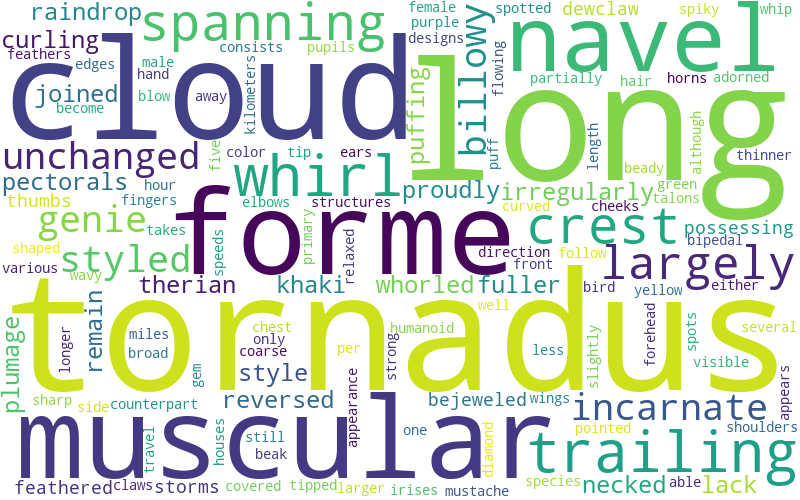 raindrop
spanning
female
purple
designs
spotted
dewclaw
spiky
whip
curling
feathers
edges
male
consists
pupils
billowy
flowing
navel
cloud
hand
joined
become
blow
away
kilometers
puffing
long
partially
hair
horns
adorned
unchanged
five
color
tip
ears
puff
length
beady
although
thinner
pectorals
hour
whirl
proudly
irregularly
green
talons
thumbs
fingers
elbows
structures
curved
cheeks
possessing
genie
takes
forme
crest
bipedal
shaped
styled
speeds
primary
relaxed
direction
front
follow
largely
various
wavy
therian
khaki
whorled
fuller
bird
yellow
either
plumage
longer
remain
tornadus
miles
broad
chest
only
coarse
per
strong
humanoid
well
less
slightly
forehead
spots
visible
several
sharp
side
gem
style
counterpart
reversed
appearance
bejeweled
wings
incarnate
appears
muscular
travel
still
houses
beak
one
diamond
pointed
shoulders
trailing
feathered
claws
storms
covered
tipped
larger
irises
mustache
species
necked
able
lack